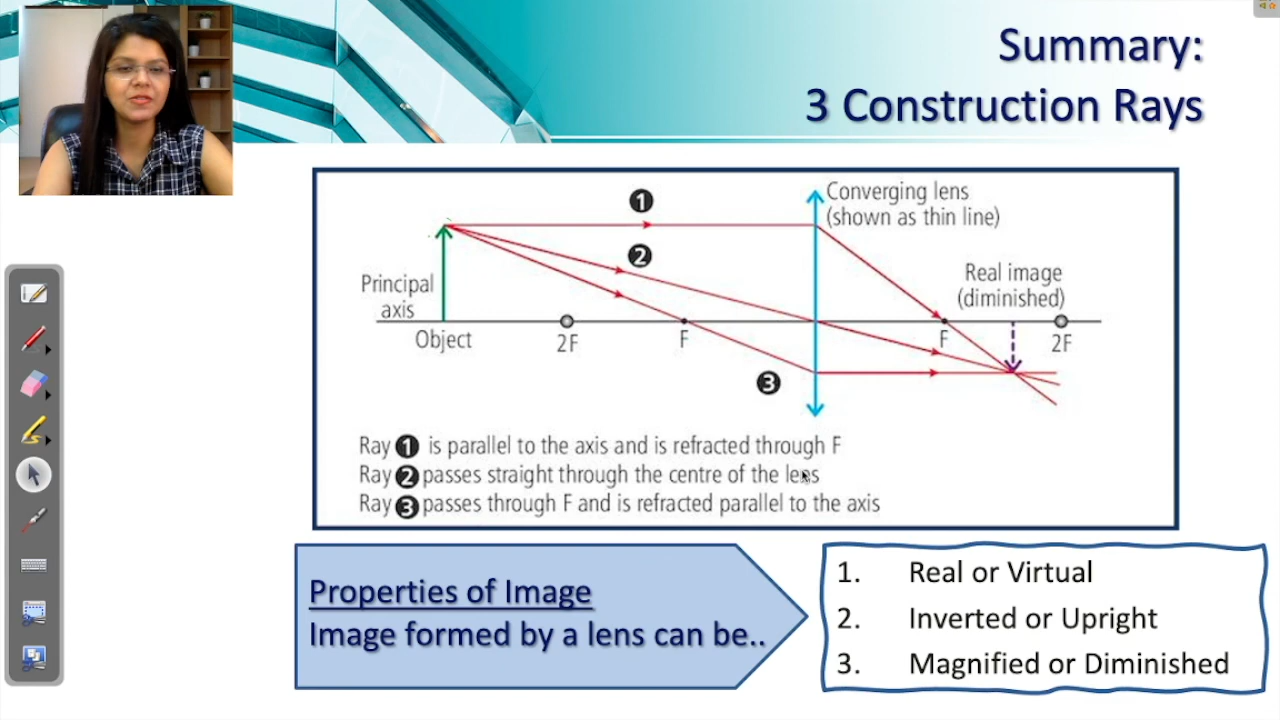 Summary:
3 Construction Rays
1
Converging lens
(shown as thin line)
2
Real image
(diminished)
Principal
axis
Object
2F
F
F
2F
3
Ray 1 is parallel to the axis and is refracted through F
Ray 2 passes straight through the centre of the lens
Ray 3 passes through F and is refracted parallel to the axis
Properties of Image
Image formed by a lens can be..
1. Real or Virtual
2. Inverted or Upright
3. Magnified or Diminished